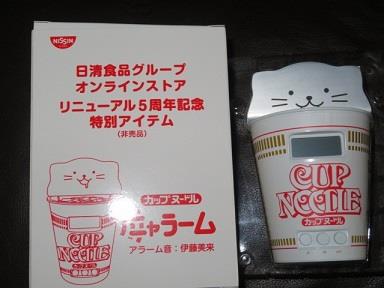 NISSIN
日清食品グループ
オンラインストア
リニューアル5周年記念
特別アイテム
(非売品)
カップヌードル
ャラーム
アラーム音:伊藤美来
CUP
NOODLE
CUP
NOODLE
カップヌードル